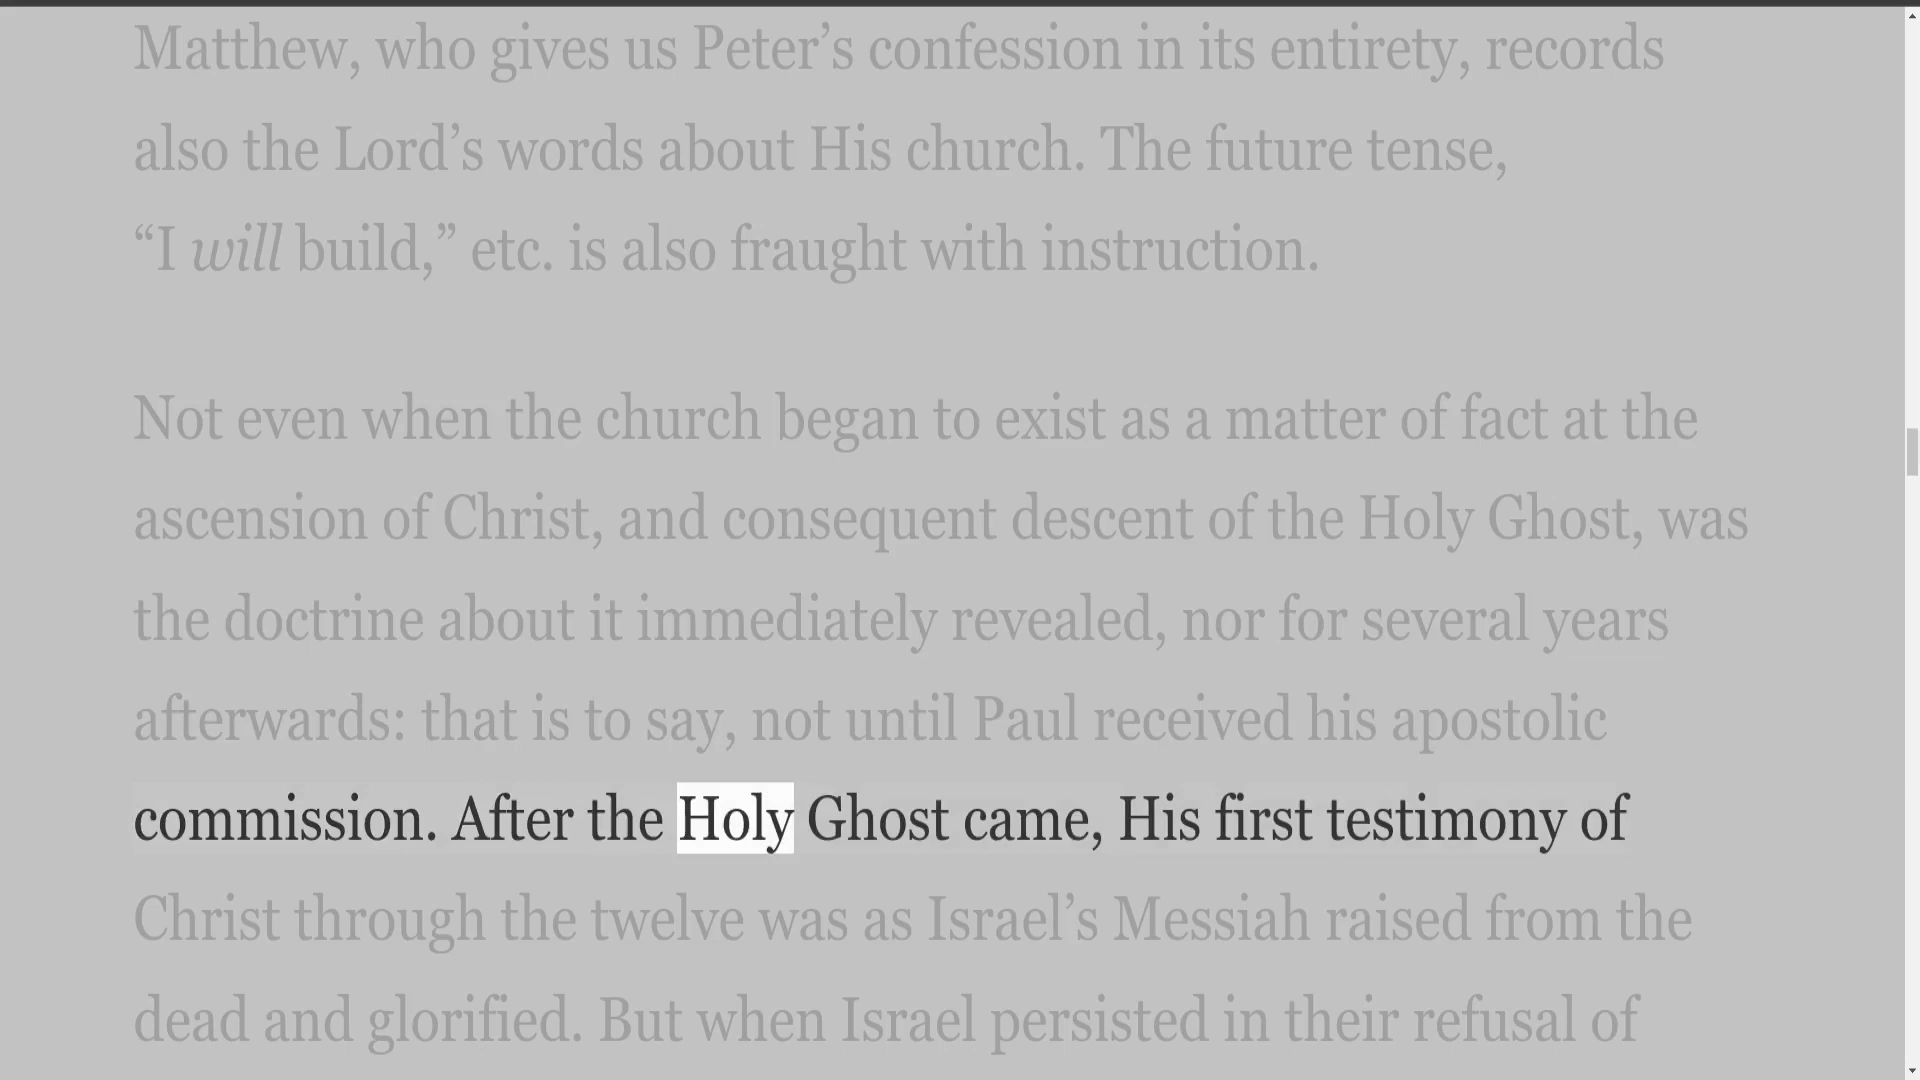 Matthew, who gives us Peter’s confession in its entirety, records
also the Lord’s words about His church. The future tense,
“I will build,” etc. is also fraught with instruction.
Not even when the church began to exist as a matter of fact at the
ascension of Christ, and consequent descent of the Holy Ghost, was
the doctrine about it immediately revealed, nor for several years
afterwards: that is to say, not until Paul received his apostolic
commission. After the Holy Ghost came, His first testimony of
Christ through the twelve was as Israel’s Messiah raised from the
dead and glorified. But when Israel persisted in their refusal of